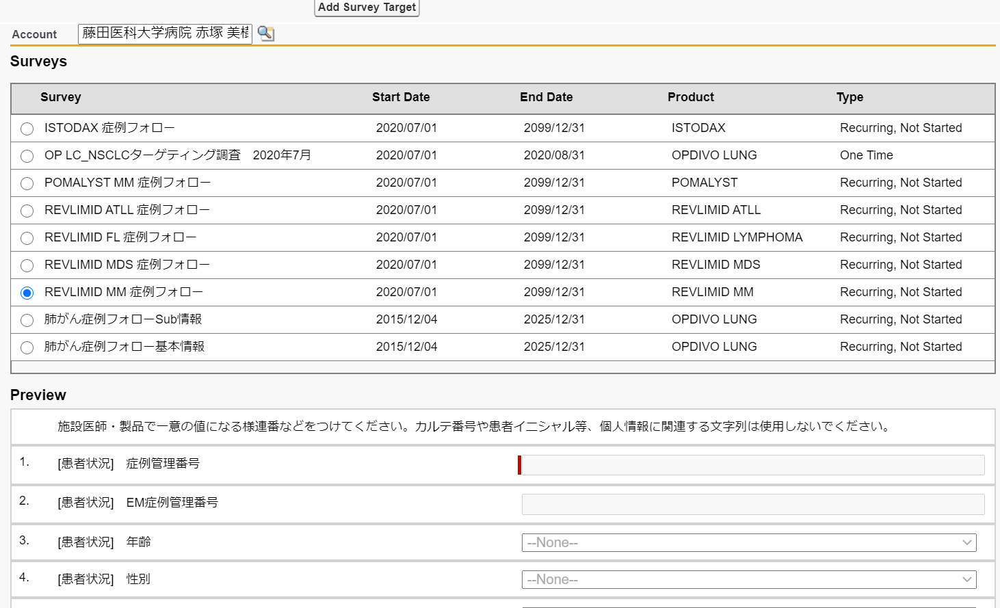 Add Survey Target
Account 藤田医科大学病院 赤塚 美樹
Surveys
Survey Start Date End Date Product Type
ISTODAX 症例フォロー 2020/07/01 2099/12/31 ISTODAX Recurring, Not Started
OP LC_NSCLCターゲティング調査　2020年7月 2020/07/01 2020/08/31 OPDIVO LUNG One Time
POMALYST MM 症例フォロー 2020/07/01 2099/12/31 POMALYST Recurring, Not Started
REVLIMID ATLL 症例フォロー 2020/07/01 2099/12/31 REVLIMID ATLL Recurring, Not Started
REVLIMID FL 症例フォロー 2020/07/01 2099/12/31 REVLIMID LYMPHOMA Recurring, Not Started
REVLIMID MDS 症例フォロー 2020/07/01 2099/12/31 REVLIMID MDS Recurring, Not Started
REVLIMID MM 症例フォロー 2020/07/01 2099/12/31 REVLIMID MM Recurring, Not Started
肺がん症例フォローSub情報 2015/12/04 2025/12/31 OPDIVO LUNG Recurring, Not Started
肺がん症例フォロー基本情報 2015/12/04 2025/12/31 OPDIVO LUNG Recurring, Not Started
Preview
施設医師・製品で一意の値になる様連番などをつけてください。カルテ番号や患者イニシャル等、個人情報に関連する文字列は使用しないでください。
1. [患者状況]　症例管理番号
2. [患者状況]　EM症例管理番号
3. [患者状況]　年齢 --None--
4. [患者状況]　性別 --None--